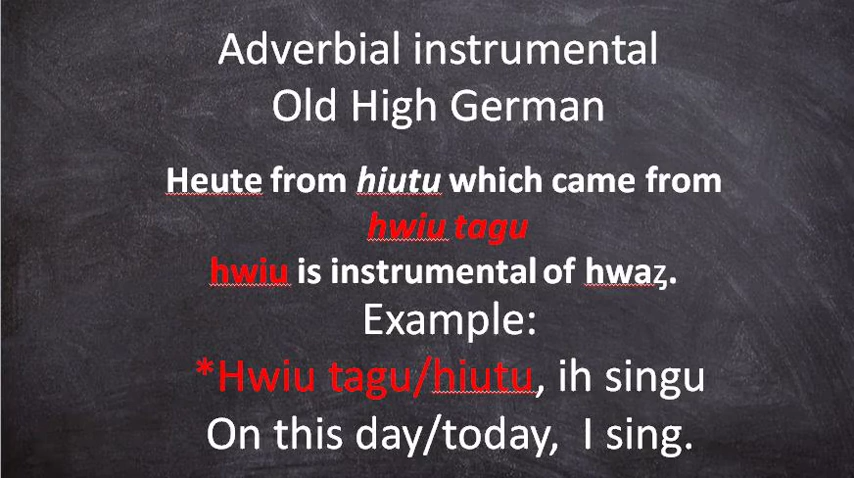 Adverbial instrumental
Old High German
Heute from hiutu which came from
hwiu tagu
hwiu is instrumental of hwaȥ.
Example:
*Hwiu tagu/hiutu, ih singu
On this day/today, I sing.